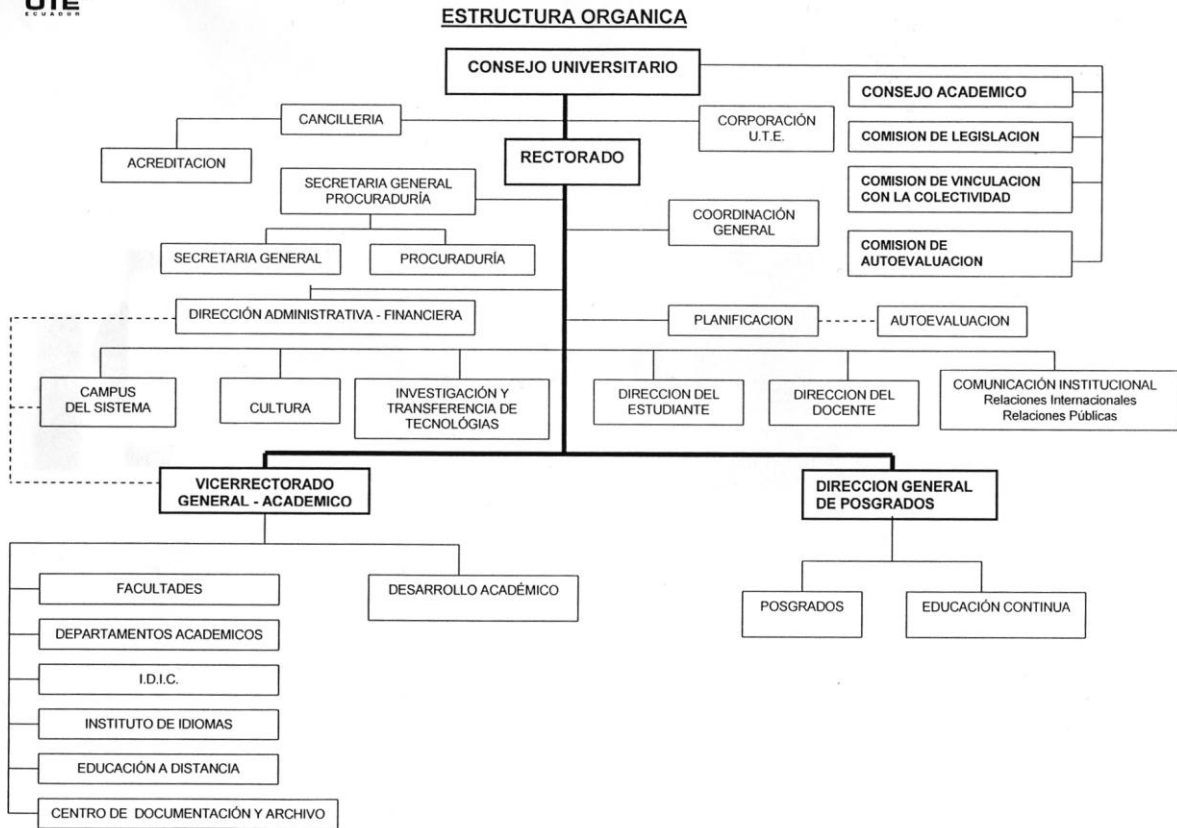 UTE
ECUADOR
ESTRUCTURA ORGANICA
CONSEJO UNIVERSITARIO
CONSEJO ACADEMICO
CANCILLERIA
CORPORACIÓN
U.T.E.
COMISION DE LEGISLACION
RECTORADO
ACREDITACION
SECRETARIA GENERAL
PROCURADURÍA
COMISION DE VINCULACION
CON LA COLECTIVIDAD
COORDINACIÓN
GENERAL
SECRETARIA GENERAL
PROCURADURÍA
COMISION DE
AUTOEVALUACION
DIRECCIÓN ADMINISTRATIVA - FINANCIERA
PLANIFICACION
AUTOEVALUACION
CAMPUS
DEL SISTEMA
CULTURA
INVESTIGACIÓN Y
TRANSFERENCIA DE
TECNOLÓGIAS
DIRECCION DEL
ESTUDIANTE
DIRECCION DEL
DOCENTE
COMUNICACIÓN INSTITUCIONAL
Relaciones Internacionales
Relaciones Públicas
VICERRECTORADO
GENERAL - ACADEMICO
DIRECCION GENERAL
DE POSGRADOS
FACULTADES
DESARROLLO ACADÉMICO
POSGRADOS
EDUCACIÓN CONTINUA
DEPARTAMENTOS ACADEMICOS
I.D.I.C.
INSTITUTO DE IDIOMAS
EDUCACIÓN A DISTANCIA
CENTRO DE DOCUMENTACIÓN Y ARCHIVO